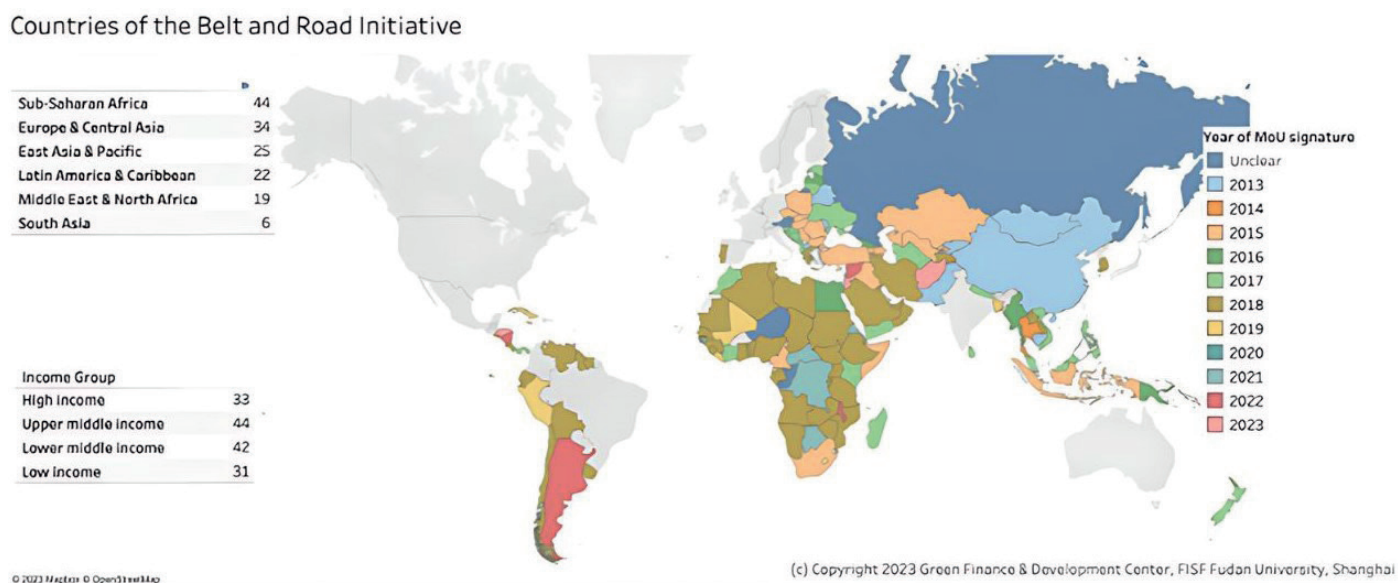 Countries of the Belt and Road Initiative
Sub-Saharan Africa 44
Europe & Central Asia 34
East Asia & Pacific 25
Latin America & Caribbean 22
Middle East & North Africa 19
South Asia 6
Income Group
High income 33
Upper middle income 44
Lower middle income 42
Low income 31
Year of MoU signature
Unclear
2013
2014
2015
2016
2017
2018
2019
2020
2021
2022
2023
© 2023 Mapbox © OpenStreetMap
(c) Copyright 2023 Green Finance & Development Center, FISF Fudan University, Shanghai